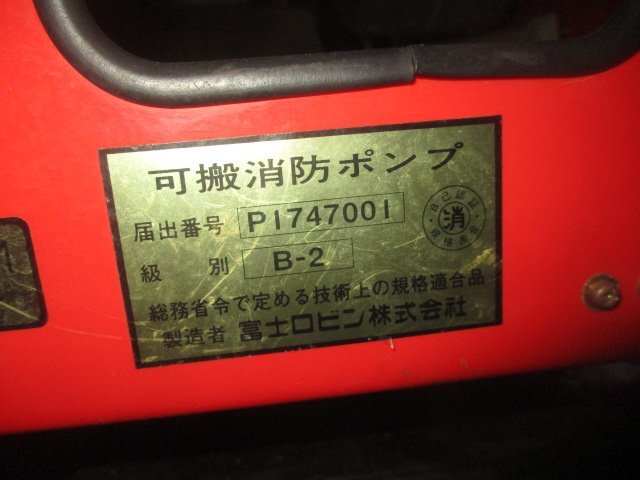 可搬消防ポンプ
届出番号 P1747001
消
級別 B-2
総務省令で定める技術上の規格適合品
製造者 富士ロビン株式会社